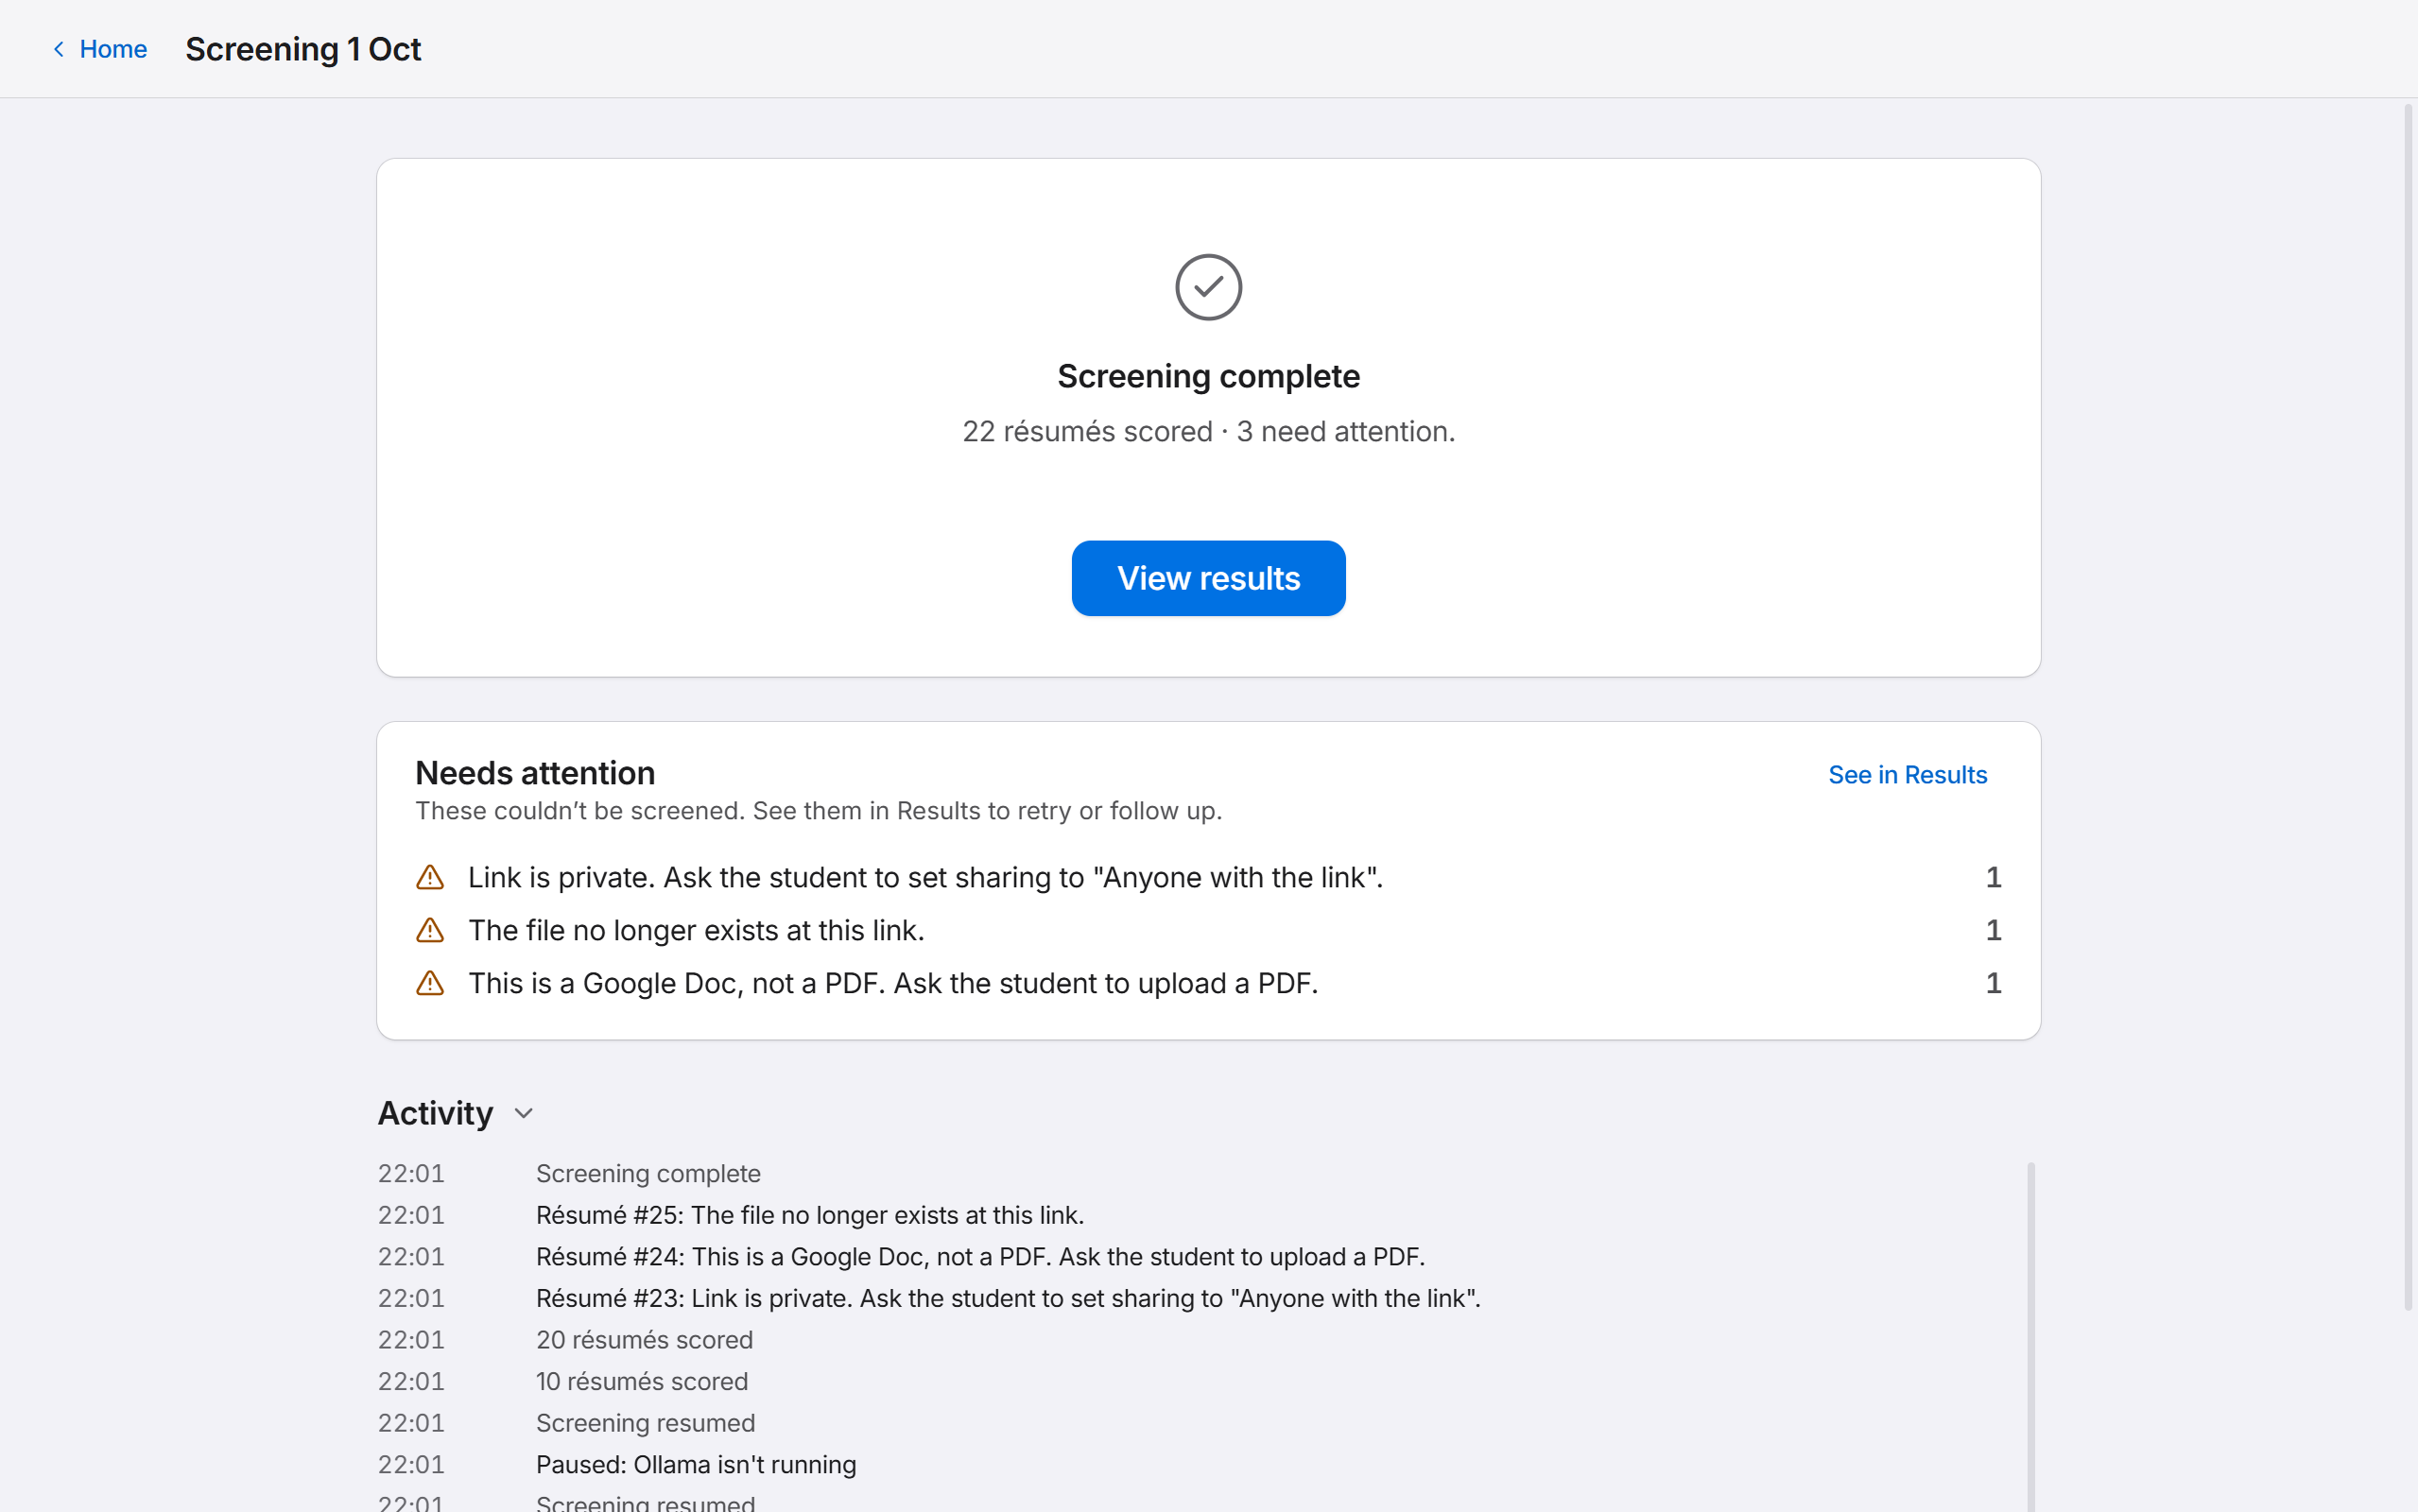 Home
Screening 1 Oct
Screening complete
22 résumés scored · 3 need attention.
View results
Needs attention
See in Results
These couldn’t be screened. See them in Results to retry or follow up.
Link is private. Ask the student to set sharing to "Anyone with the link". 1
The file no longer exists at this link. 1
This is a Google Doc, not a PDF. Ask the student to upload a PDF. 1
Activity
22:01 Screening complete
22:01 Résumé #25: The file no longer exists at this link.
22:01 Résumé #24: This is a Google Doc, not a PDF. Ask the student to upload a PDF.
22:01 Résumé #23: Link is private. Ask the student to set sharing to "Anyone with the link".
22:01 20 résumés scored
22:01 10 résumés scored
22:01 Screening resumed
22:01 Paused: Ollama isn't running
22:01 Screening resumed